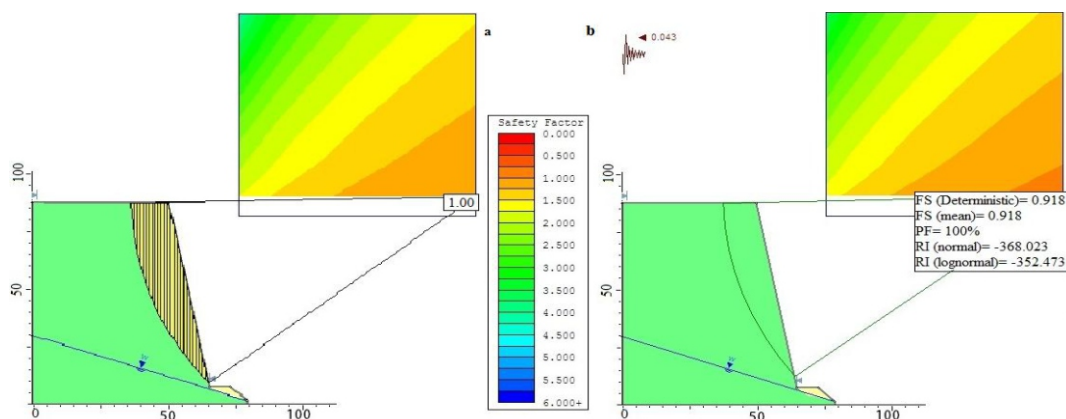 a
1.00
100
50
50
100
Safety Factor
0.000
0.500
1.000
1.500
2.000
2.500
3.000
3.500
4.000
4.500
5.000
5.500
6.000+
b
0.043
FS (Deterministic)= 0.918
FS (mean)= 0.918
PF= 100%
RI (normal)= -368.023
RI (lognormal)= -352.473
100
50
50
100